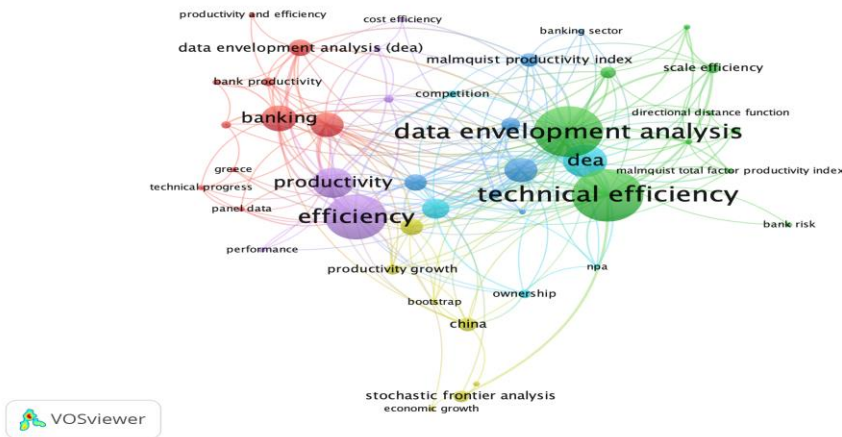 productivity and efficiency
cost efficiency
banking sector
data envelopment analysis (dea)
malmquist productivity index
scale efficiency
bank productivity
competition
directional distance function
banking
data envelopment analysis
dea
greece
malmquist total factor productivity index
technical progress
productivity
technical efficiency
panel data
efficiency
bank risk
performance
productivity growth
npa
ownership
bootstrap
china
stochastic frontier analysis
economic growth
VOSviewer